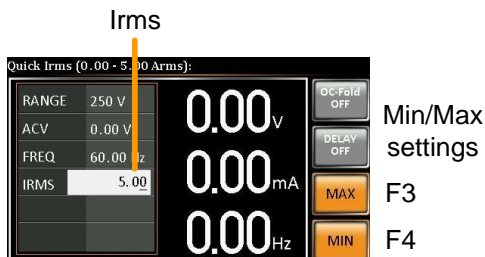 Irms
Quick Irms (0.00 - 5.00 Arms):
RANGE 250 V
ACV 0.00 V
FREQ 60.00 Hz
IRMS 5.00
0.00V
0.00mA
0.00Hz
OC-Fold
OFF
DELAY
OFF
MAX
MIN
Min/Max
settings
F3
F4